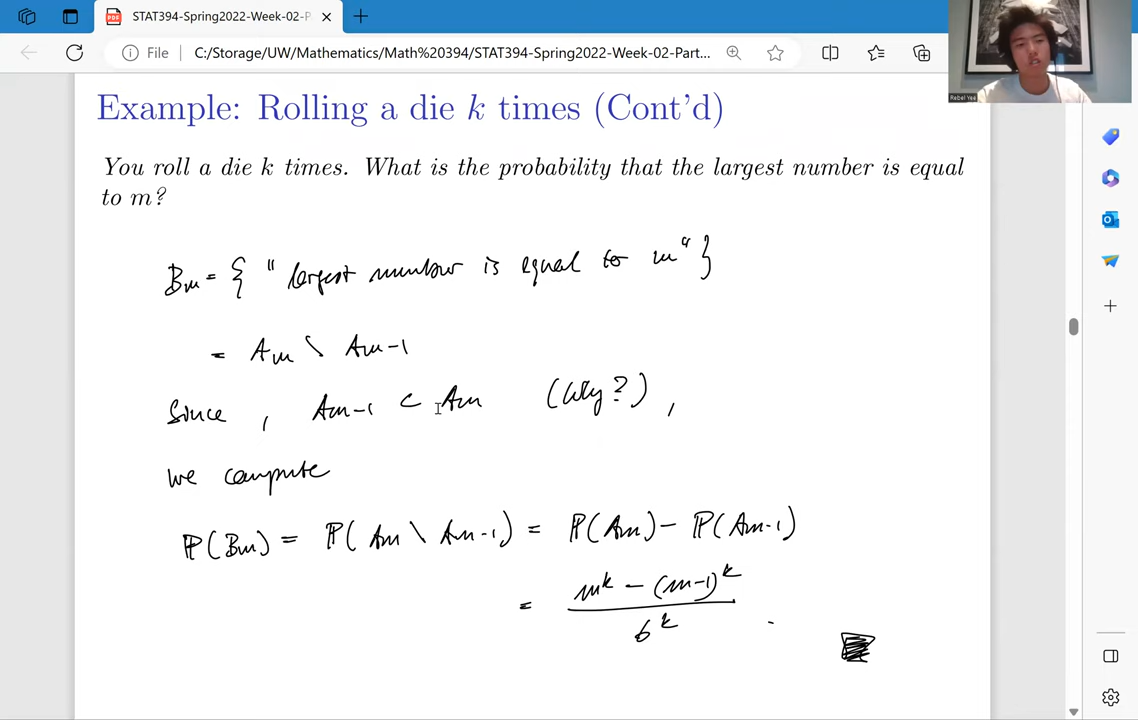 STAT394-Spring2022-Week-02-P
File C:/Storage/UW/Mathematics/Math%20394/STAT394-Spring2022-Week-02-Part...
Rebel Yee
Example: Rolling a die k times (Cont'd)
You roll a die k times. What is the probability that the largest number is equal
to m?
Bm = { "largest number is equal to m" }
= Am \ Am-1
Since , Am-1 ⊂ Am (Why?) ,
we compute
ℙ(Bm) = ℙ(Am \ Am-1) = ℙ(Am) - ℙ(Am-1)
= (m^k - (m-1)^k) / 6^k .